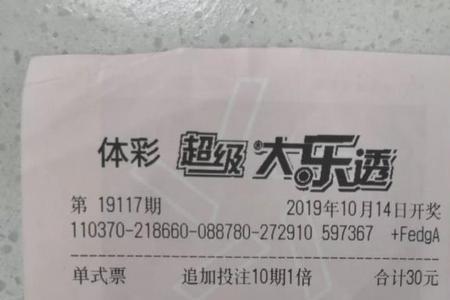 体彩 超级大乐透
第 19117期 2019年10月14日开奖
110370-218660-088780-272910 597367 +FedgA
单式票 追加投注10期1倍 合计30元